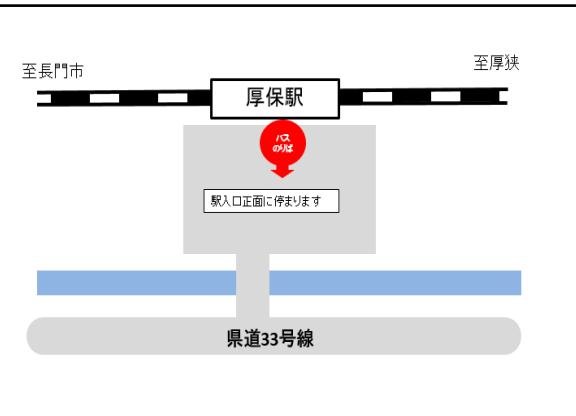 至長門市
至厚狭
厚保駅
バス
のりば
駅入口正面に停まります
県道33号線